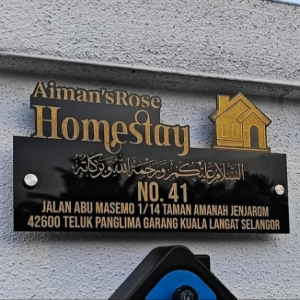 Aiman'sRose
Homestay
السلام عليكم ورحمة الله وبركاته
NO. 41
JALAN ABU MASEMO 1/14 TAMAN AMANAH JENJAROM
42600 TELUK PANGLIMA GARANG KUALA LANGAT SELANGOR